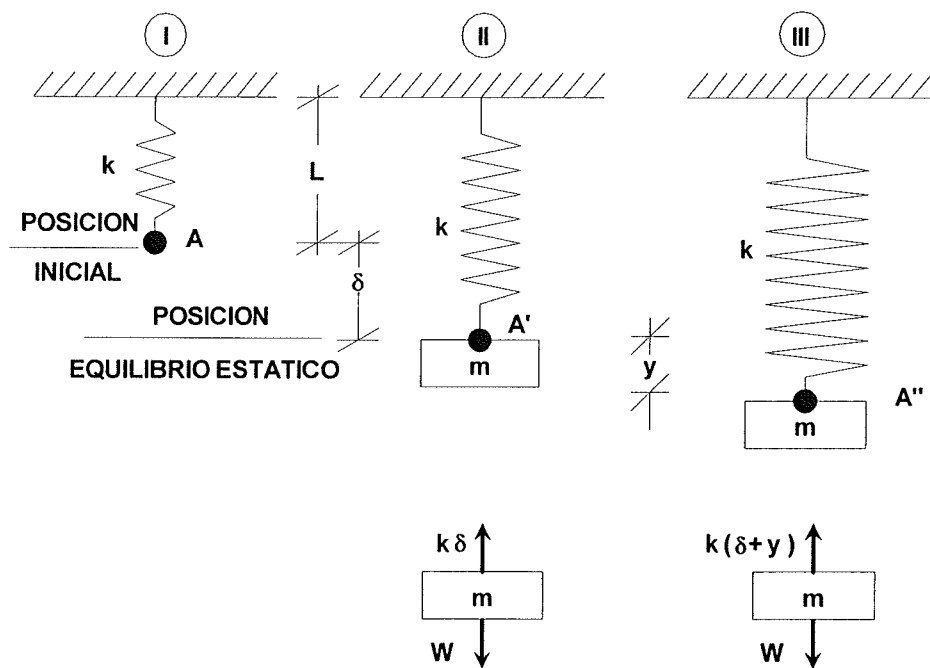 I
II
III
k
L
POSICION
A
INICIAL
δ
POSICION
EQUILIBRIO ESTATICO
k
A'
m
k
y
A"
m
kδ
m
W
k(δ+y)
m
W